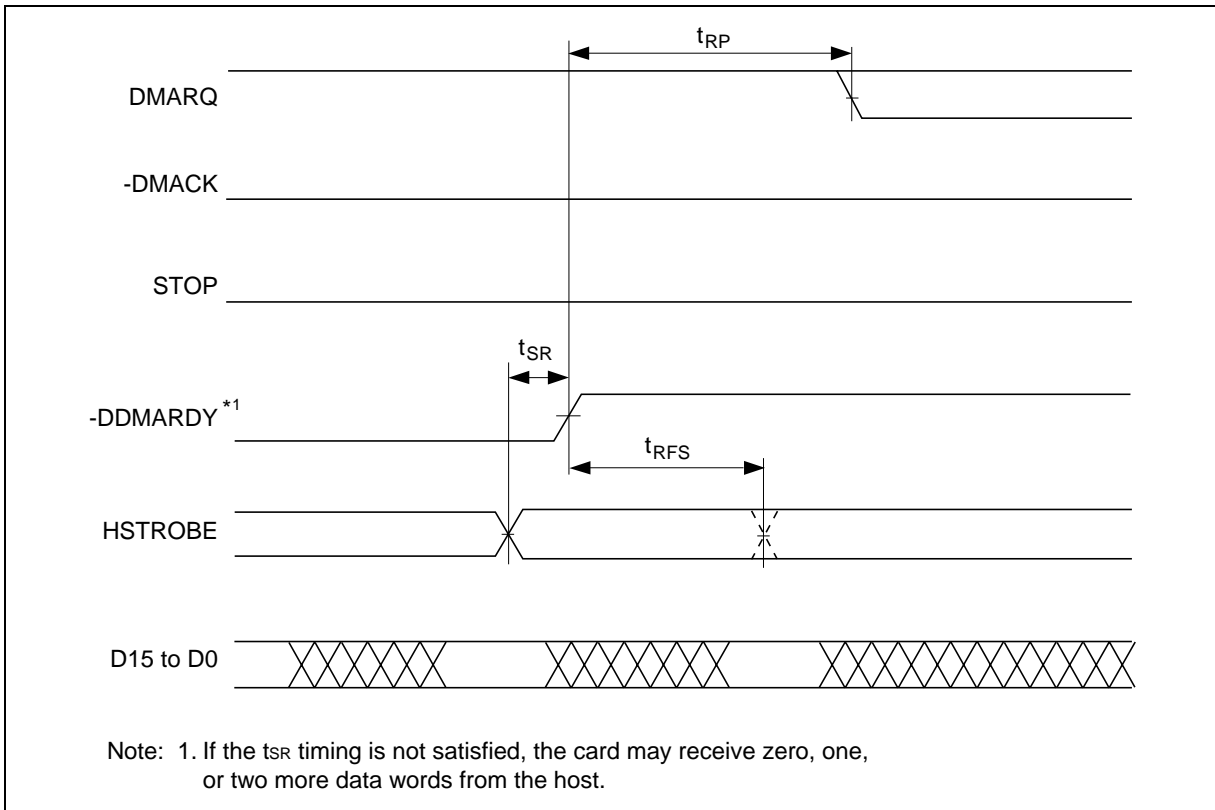 tRP
DMARQ
-DMACK
STOP
tSR
-DDMARDY *1
tRFS
HSTROBE
D15 to D0
Note: 1. If the tSR timing is not satisfied, the card may receive zero, one,
or two more data words from the host.